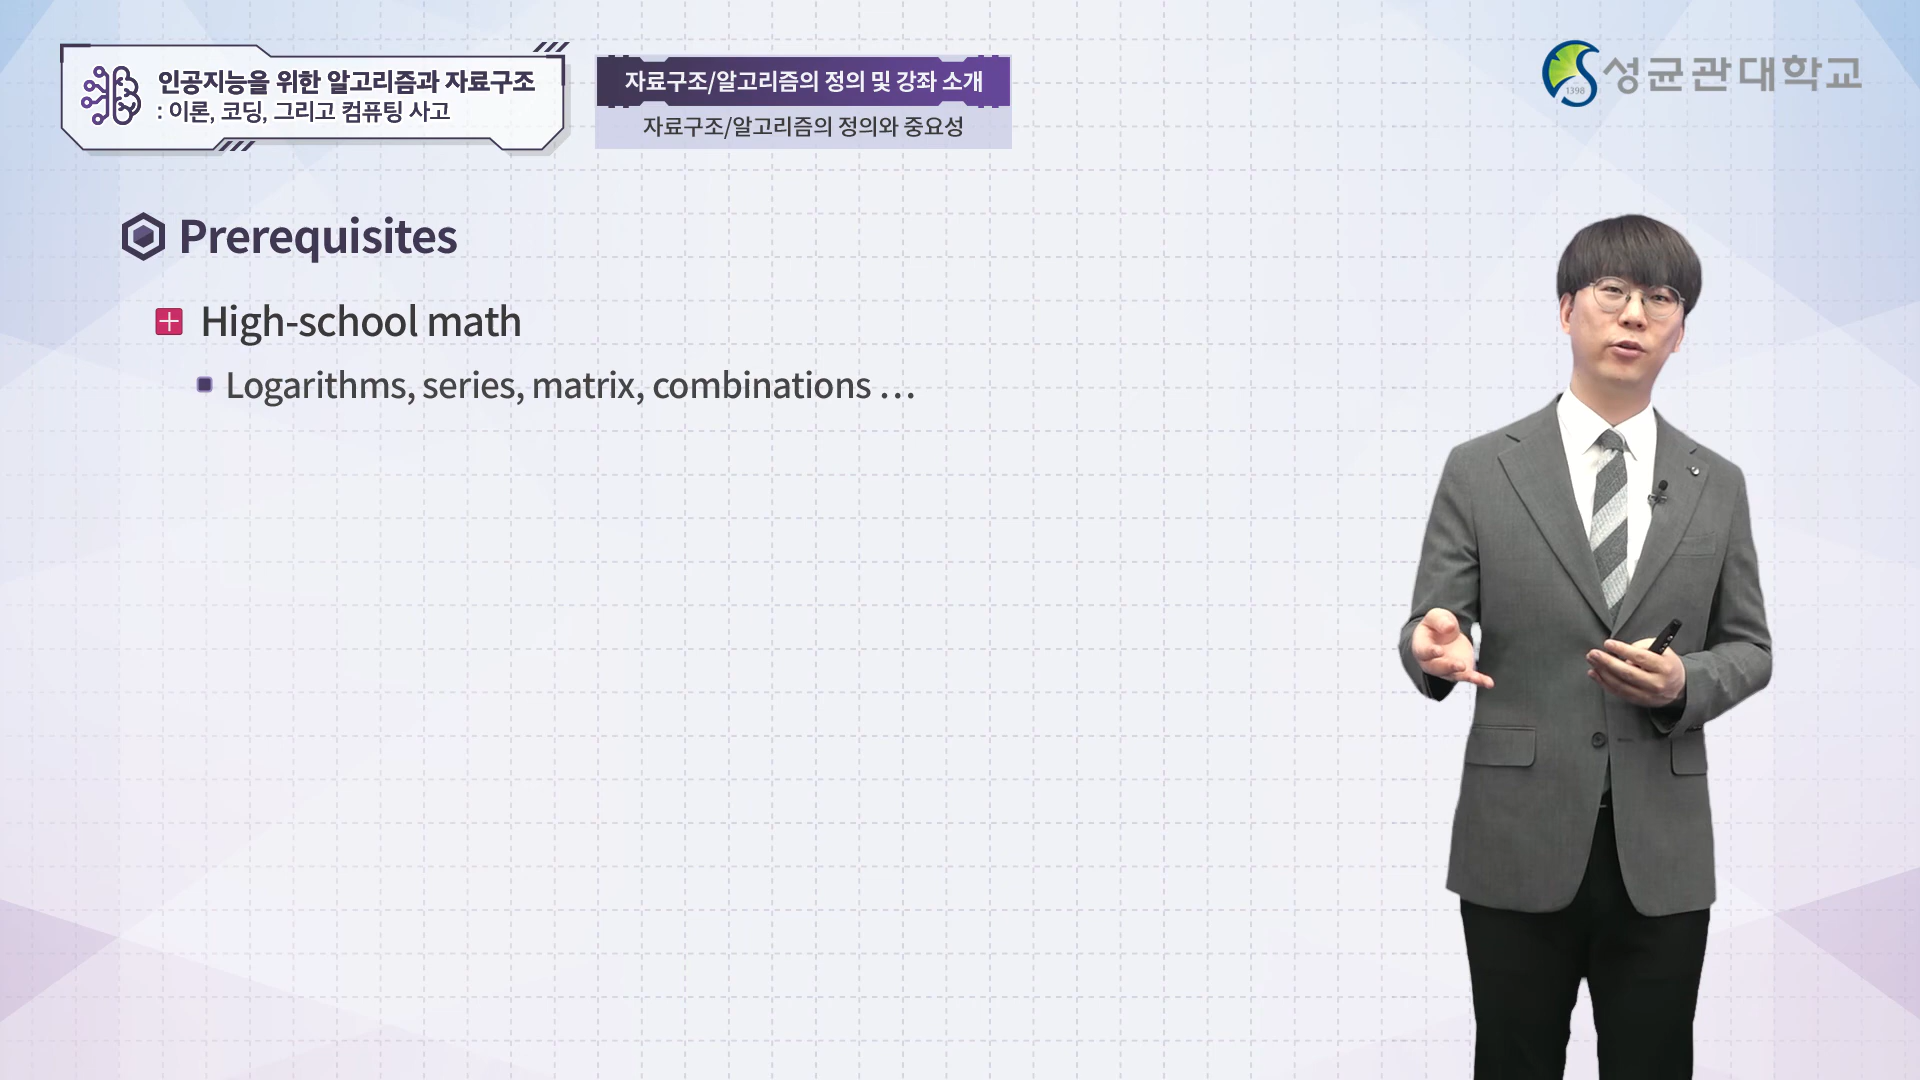 인공지능을 위한 알고리즘과 자료구조
: 이론, 코딩, 그리고 컴퓨팅 사고
자료구조/알고리즘의 정의 및 강좌 소개
자료구조/알고리즘의 정의와 중요성
1398
성균관대학교
Prerequisites
High-school math
Logarithms, series, matrix, combinations …